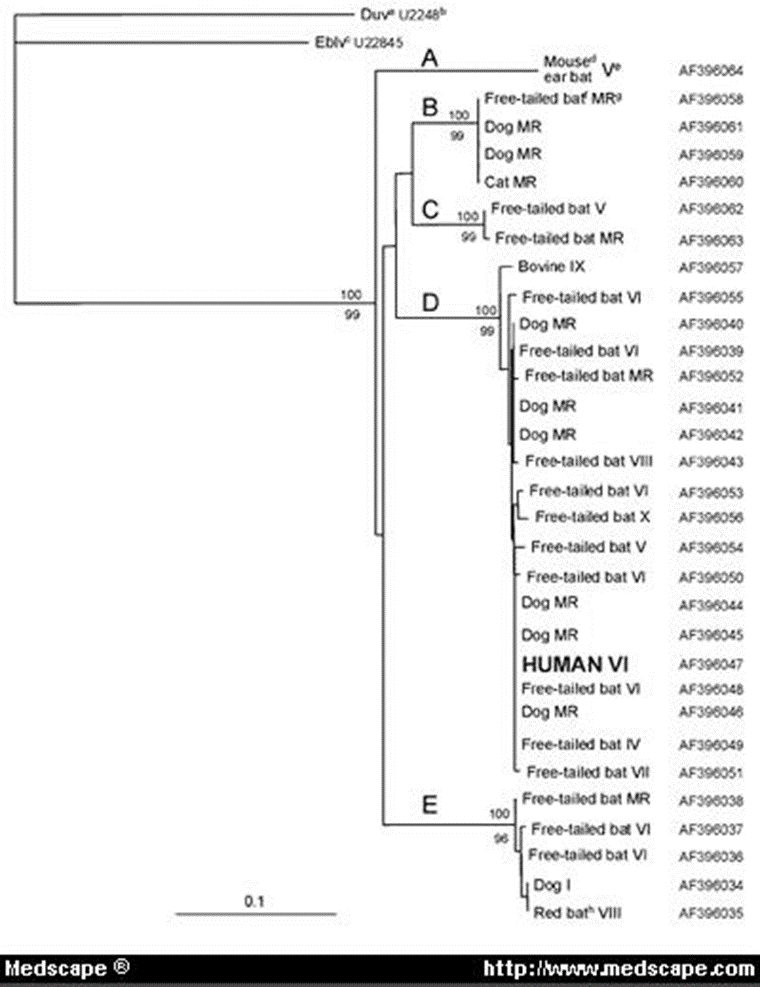 Duvᵃ U2248ᵇ
Eblvᶜ U22845
A
Mouseᵈ
ear bat Vᵉ AF396064
B
100
99
Free-tailed batᶠ MRᵍ AF396058
Dog MR AF396061
Dog MR AF396059
Cat MR AF396060
C
100
99
Free-tailed bat V AF396062
Free-tailed bat MR AF396063
Bovine IX AF396057
100
99
D
100
99
Free-tailed bat VI AF396055
Dog MR AF396040
Free-tailed bat VI AF396039
Free-tailed bat MR AF396052
Dog MR AF396041
Dog MR AF396042
Free-tailed bat VIII AF396043
Free-tailed bat VI AF396053
Free-tailed bat X AF396056
Free-tailed bat V AF396054
Free-tailed bat VI AF396050
Dog MR AF396044
Dog MR AF396045
HUMAN VI AF396047
Free-tailed bat VI AF396048
Dog MR AF396046
Free-tailed bat IV AF396049
Free-tailed bat VII AF396051
E
100
96
Free-tailed bat MR AF396038
Free-tailed bat VI AF396037
Free-tailed bat VI AF396036
Dog I AF396034
Red batʰ VIII AF396035
0.1
Medscape ® http://www.medscape.com